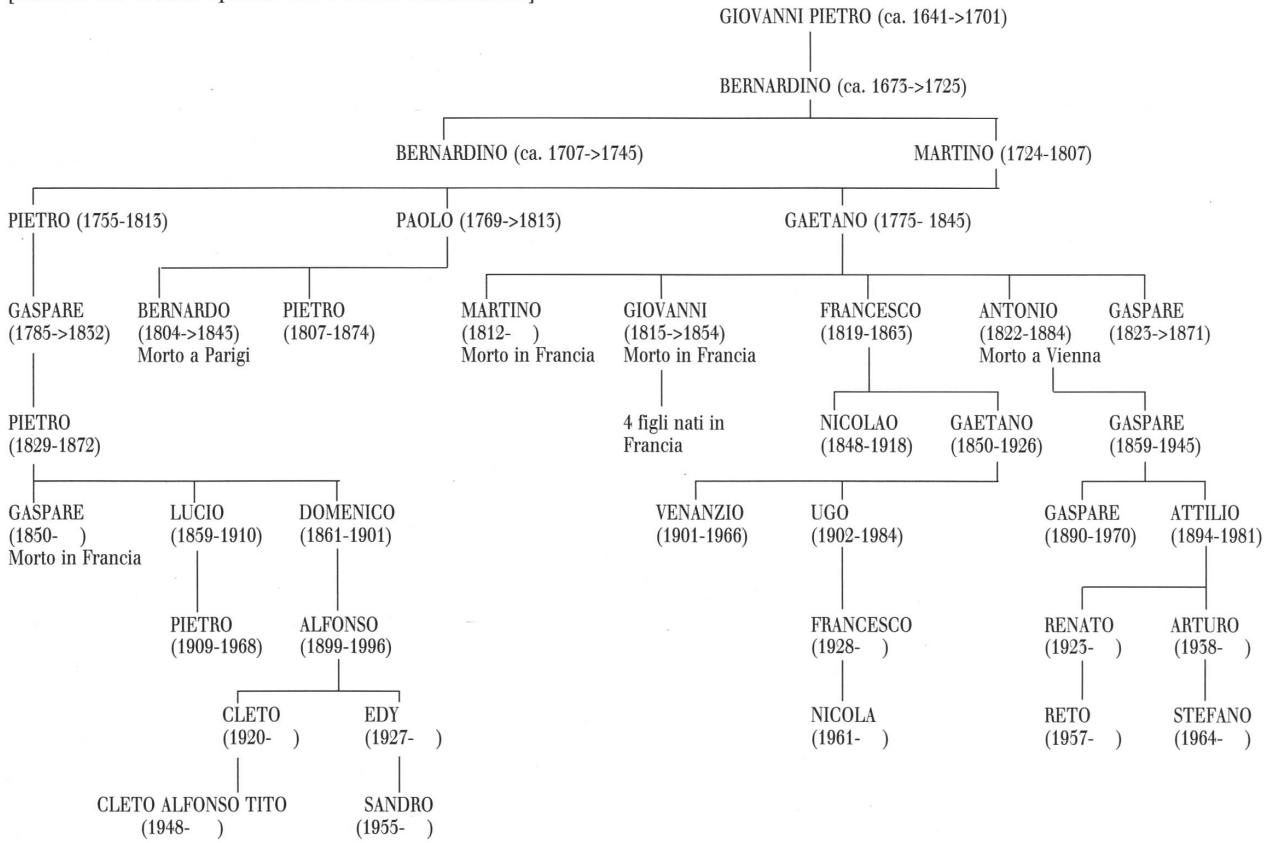 GIOVANNI PIETRO (ca. 1641->1701)
BERNARDINO (ca. 1673->1725)
BERNARDINO (ca. 1707->1745)
MARTINO (1724-1807)
PIETRO (1755-1813)
PAOLO (1769->1813)
GAETANO (1775- 1845)
GASPARE
(1785->1832)
BERNARDO
(1804->1843)
Morto a Parigi
PIETRO
(1807-1874)
MARTINO
(1812- )
Morto in Francia
GIOVANNI
(1815->1854)
Morto in Francia
FRANCESCO
(1819-1863)
ANTONIO
(1822-1884)
Morto a Vienna
GASPARE
(1823->1871)
PIETRO
(1829-1872)
4 figli nati in
Francia
NICOLAO
(1848-1918)
GAETANO
(1850-1926)
GASPARE
(1859-1945)
GASPARE
(1850- )
Morto in Francia
LUCIO
(1859-1910)
DOMENICO
(1861-1901)
VENANZIO
(1901-1966)
UGO
(1902-1984)
GASPARE
(1890-1970)
ATTILIO
(1894-1981)
PIETRO
(1909-1968)
ALFONSO
(1899-1996)
FRANCESCO
(1928- )
RENATO
(1923- )
ARTURO
(1938- )
CLETO
(1920- )
EDY
(1927- )
NICOLA
(1961- )
RETO
(1957- )
STEFANO
(1964- )
CLETO ALFONSO TITO
(1948- )
SANDRO
(1955- )